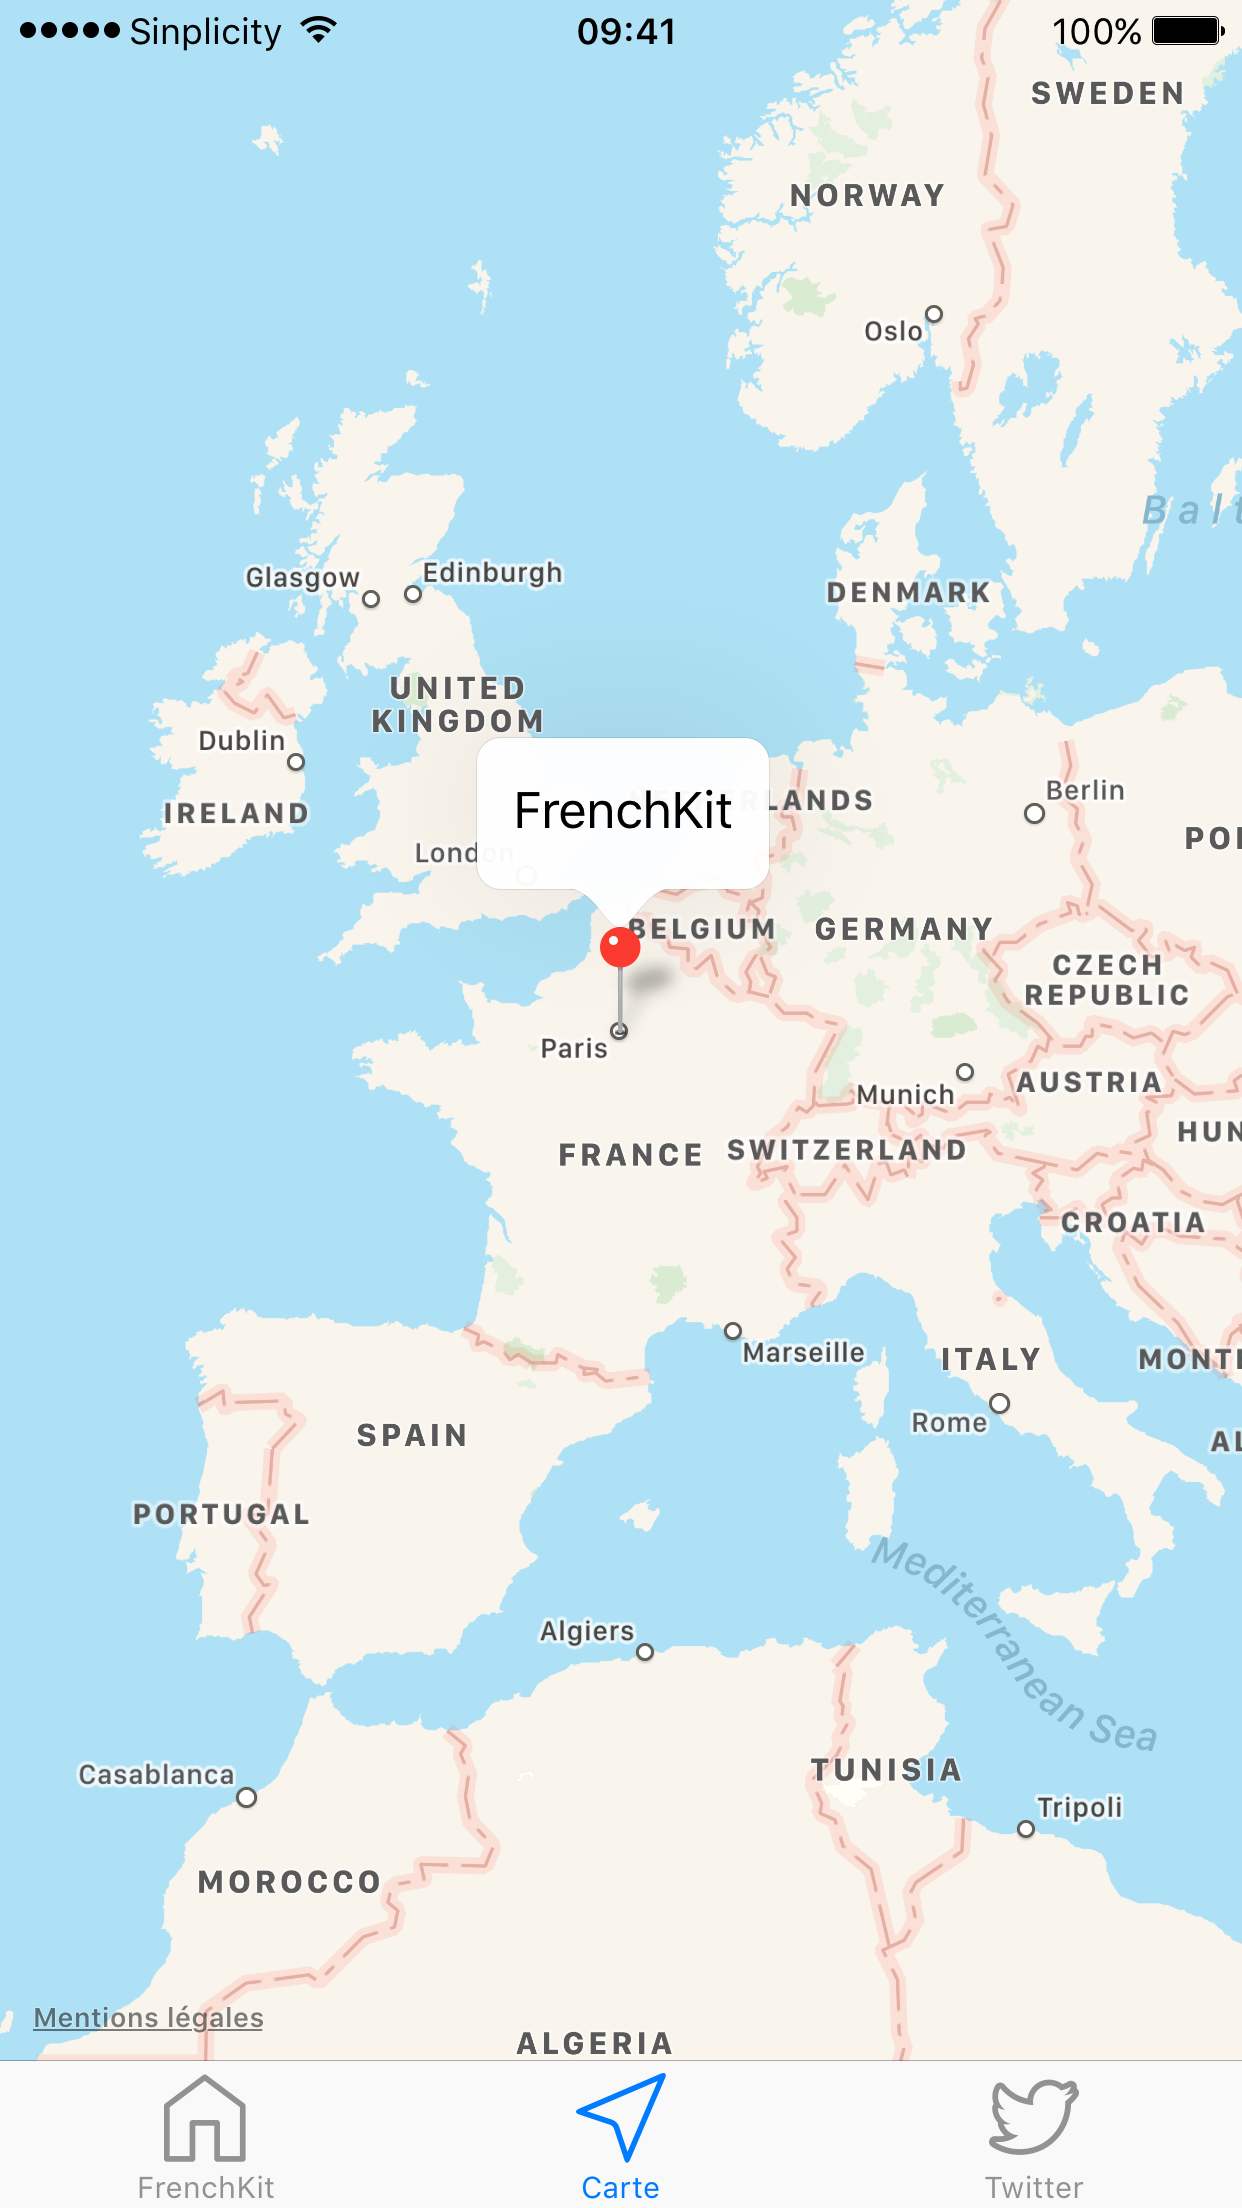 Sinplicity 09:41 100%
SWEDEN
NORWAY
Oslo
Balt
Glasgow
Edinburgh
DENMARK
UNITED
KINGDOM
Dublin
IRELAND
Berlin
NETHERLANDS
FrenchKit
POL
London
BELGIUM
GERMANY
CZECH
REPUBLIC
Paris
Munich
AUSTRIA
HUN
FRANCE
SWITZERLAND
CROATIA
Marseille
ITALY
MONTE
Rome
SPAIN
AL
PORTUGAL
Mediterranean Sea
Algiers
TUNISIA
Casablanca
Tripoli
MOROCCO
Mentions légales
ALGERIA
FrenchKit
Carte
Twitter